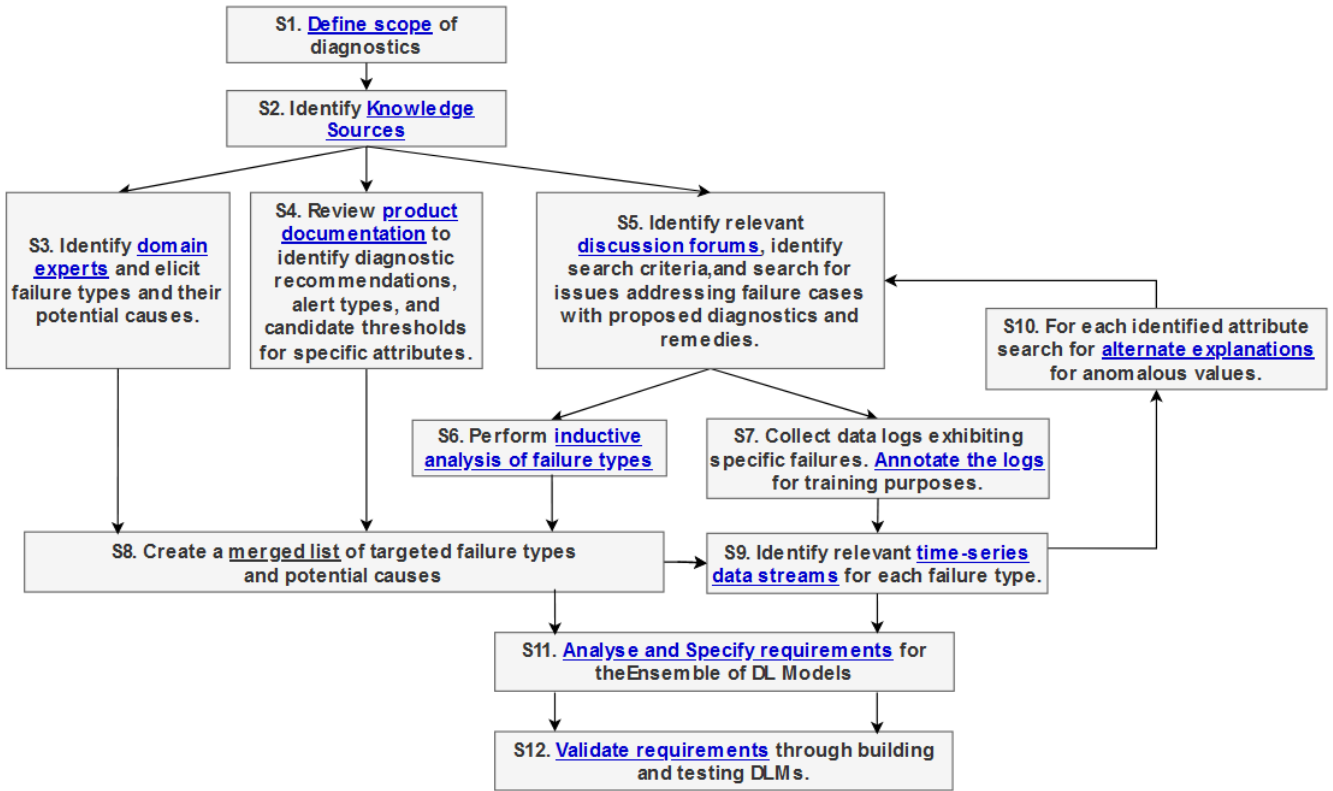 S1. Define scope of
diagnostics
S2. Identify Knowledge
Sources
S3. Identify domain
experts and elicit
failure types and their
potential causes.
S4. Review product
documentation to
identify diagnostic
recommendations,
alert types, and
candidate thresholds
for specific attributes.
S5. Identify relevant
discussion forums, identify
search criteria,and search for
issues addressing failure cases
with proposed diagnostics and
remedies.
S10. For each identified attribute
search for alternate explanations
for anomalous values.
S6. Perform inductive
analysis of failure types
S7. Collect data logs exhibiting
specific failures. Annotate the logs
for training purposes.
S8. Create a merged list of targeted failure types
and potential causes
S9. Identify relevant time-series
data streams for each failure type.
S11. Analyse and Specify requirements for
theEnsemble of DL Models
S12. Validate requirements through building
and testing DLMs.